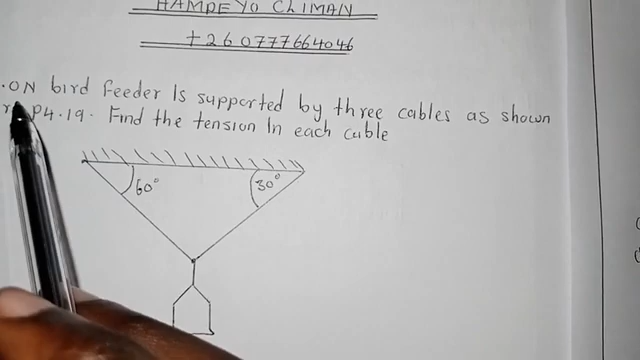 HAMPEYO CLIMAN
+260777664046
.ON bird feeder Is supported by three cables as shown
P4.19. Find the tension In each cable
60° 30°